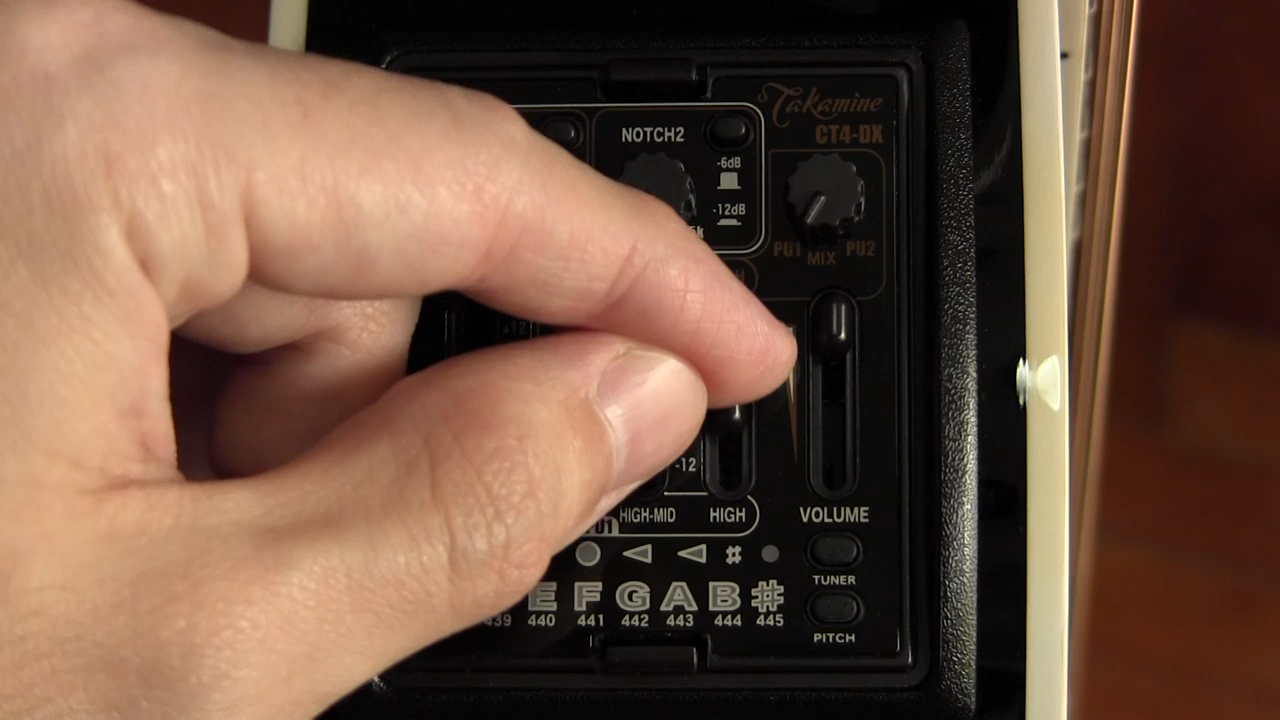 Takamine
CT4-DX
NOTCH2
-6dB
-12dB
PU1 MIX PU2
+12
-12
HIGH-MID HIGH
VOLUME
#
TUNER
E F G A B #
440 441 442 443 444 445
PITCH